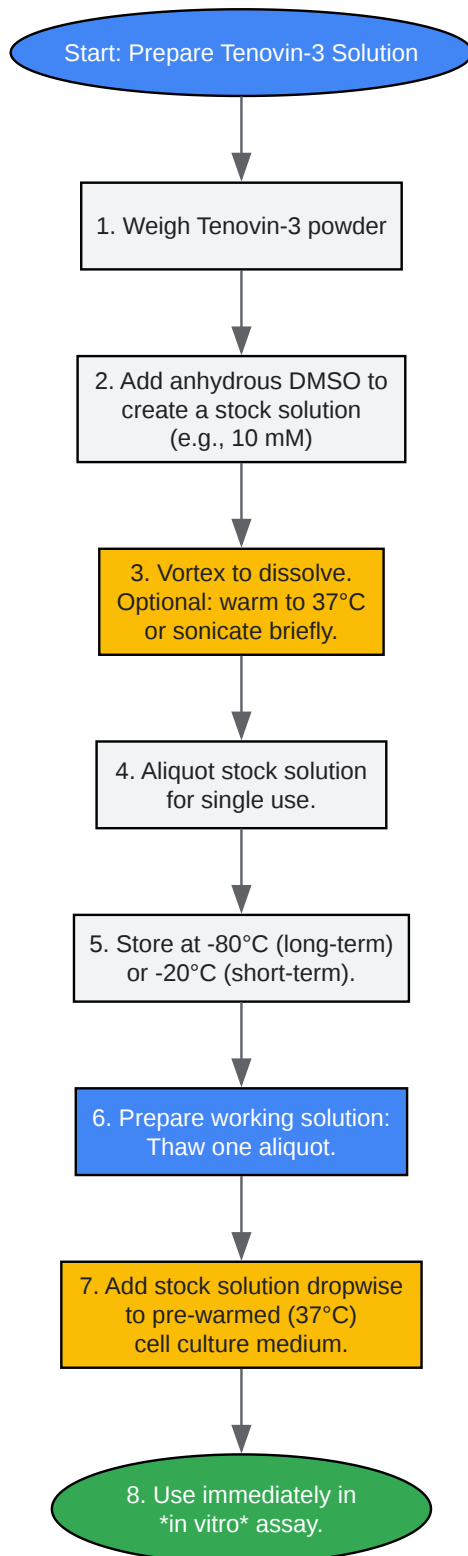 Start: Prepare Tenovin-3 Solution
1. Weigh Tenovin-3 powder
2. Add anhydrous DMSO to
create a stock solution
(e.g., 10 mM)
3. Vortex to dissolve.
Optional: warm to 37°C
or sonicate briefly.
4. Aliquot stock solution
for single use.
5. Store at -80°C (long-term)
or -20°C (short-term).
6. Prepare working solution:
Thaw one aliquot.
7. Add stock solution dropwise
to pre-warmed (37°C)
cell culture medium.
8. Use immediately in
*in vitro* assay.